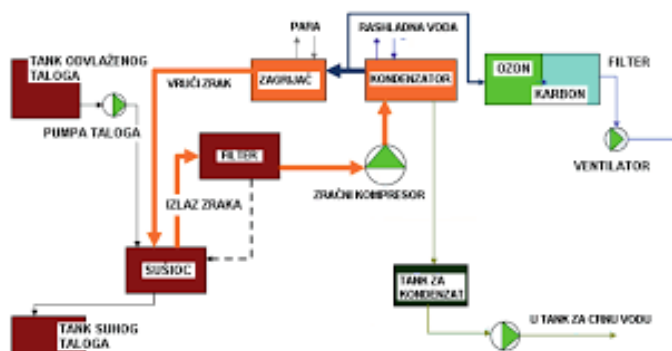 PARA
RASHLADNA VODA
TANK ODVLAŽENOG
TALOGA
VRUĆI ZRAK
ZAGRIJAČ
KONDENZATOR
OZON
KARBON
FILTER
PUMPA TALOGA
FILTER
VENTILATOR
ZRAČNI KOMPRESOR
IZLAZ ZRAKA
SUŠIOC
TANK ZA
KONDENZAT
U TANK ZA CRNU VODU
TANK SUHOG
TALOGA